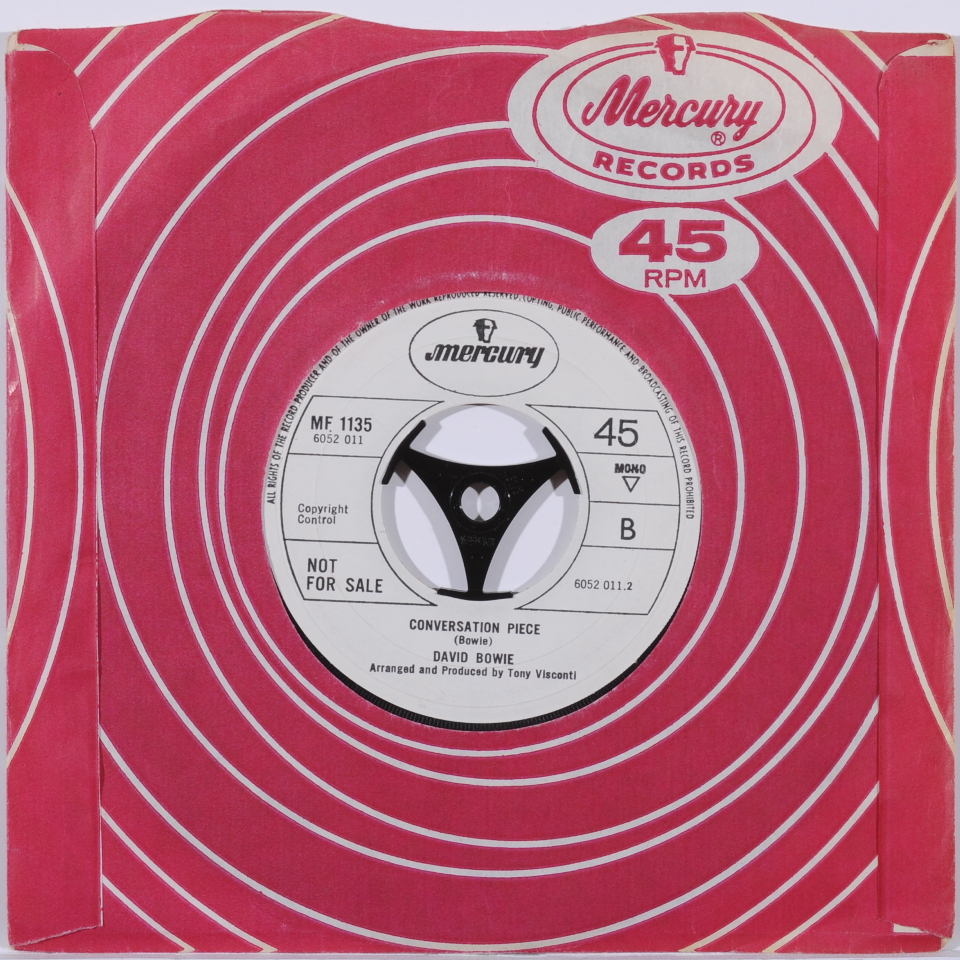 Mercury
®
RECORDS
45
RPM
ALL RIGHTS OF THE RECORD PRODUCER AND OF THE OWNER OF THE WORK REPRODUCED RESERVED. COPYING, PUBLIC PERFORMANCE AND BROADCASTING OF THIS RECORD PROHIBITED
mercury
MF 1135
6052 011
45
MONO
Copyright
Control
B
NOT
FOR SALE
6052 011.2
CONVERSATION PIECE
(Bowie)
DAVID BOWIE
Arranged and Produced by Tony Visconti